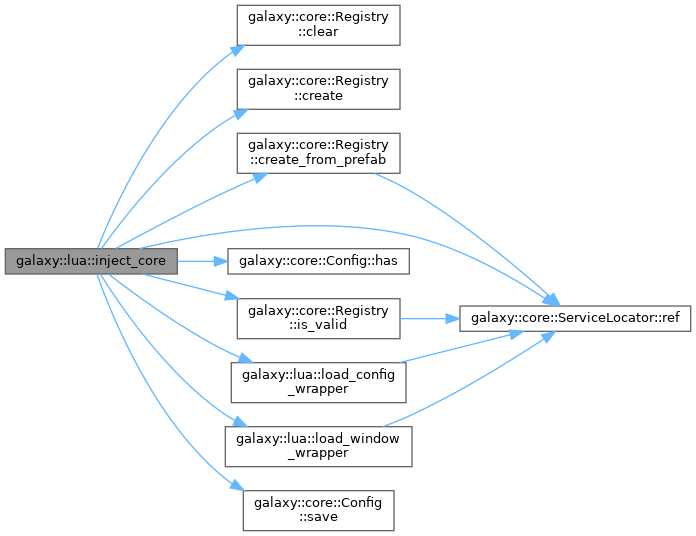 galaxy::core::Registry
::clear
galaxy::core::Registry
::create
galaxy::core::Registry
::create_from_prefab
galaxy::lua::inject_core
galaxy::core::Config::has
galaxy::core::Registry
::is_valid
galaxy::core::ServiceLocator::ref
galaxy::lua::load_config
_wrapper
galaxy::lua::load_window
_wrapper
galaxy::core::Config
::save